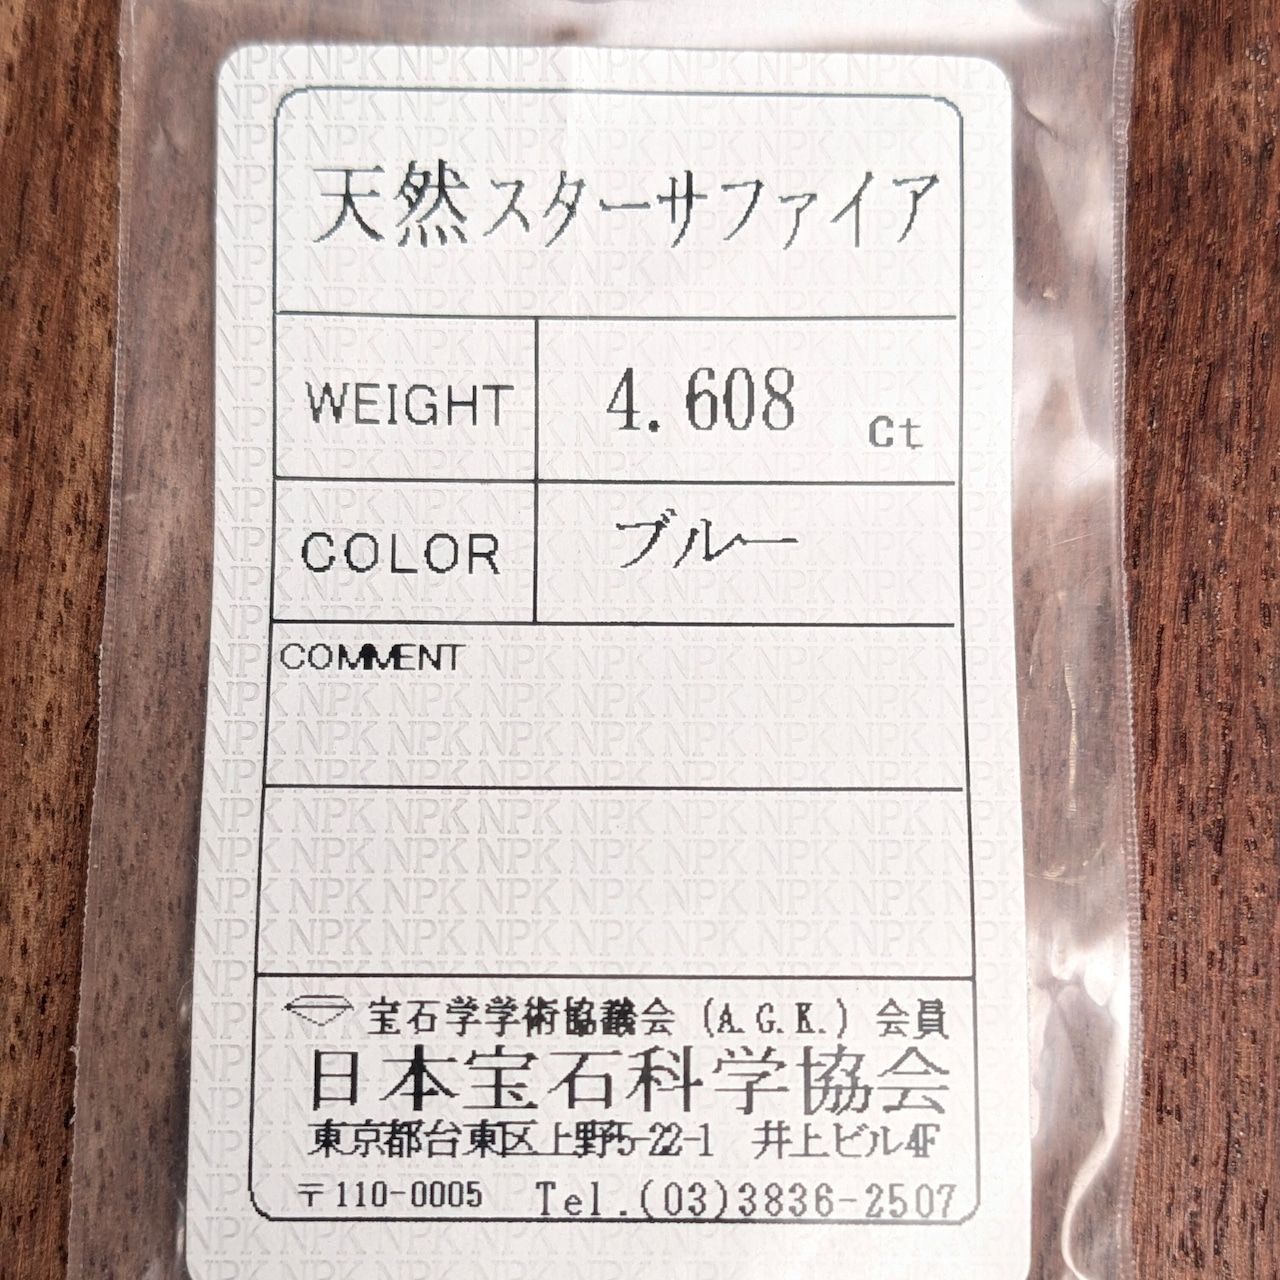 天然スターサファイア
WEIGHT 4.608 ct
COLOR ブルー
COMMENT
宝石学学術協議会 (A.G.K.) 会員
日本宝石科学協会
東京都台東区上野5-22-1 井上ビル4F
〒110-0005 Tel.(03)3836-2507